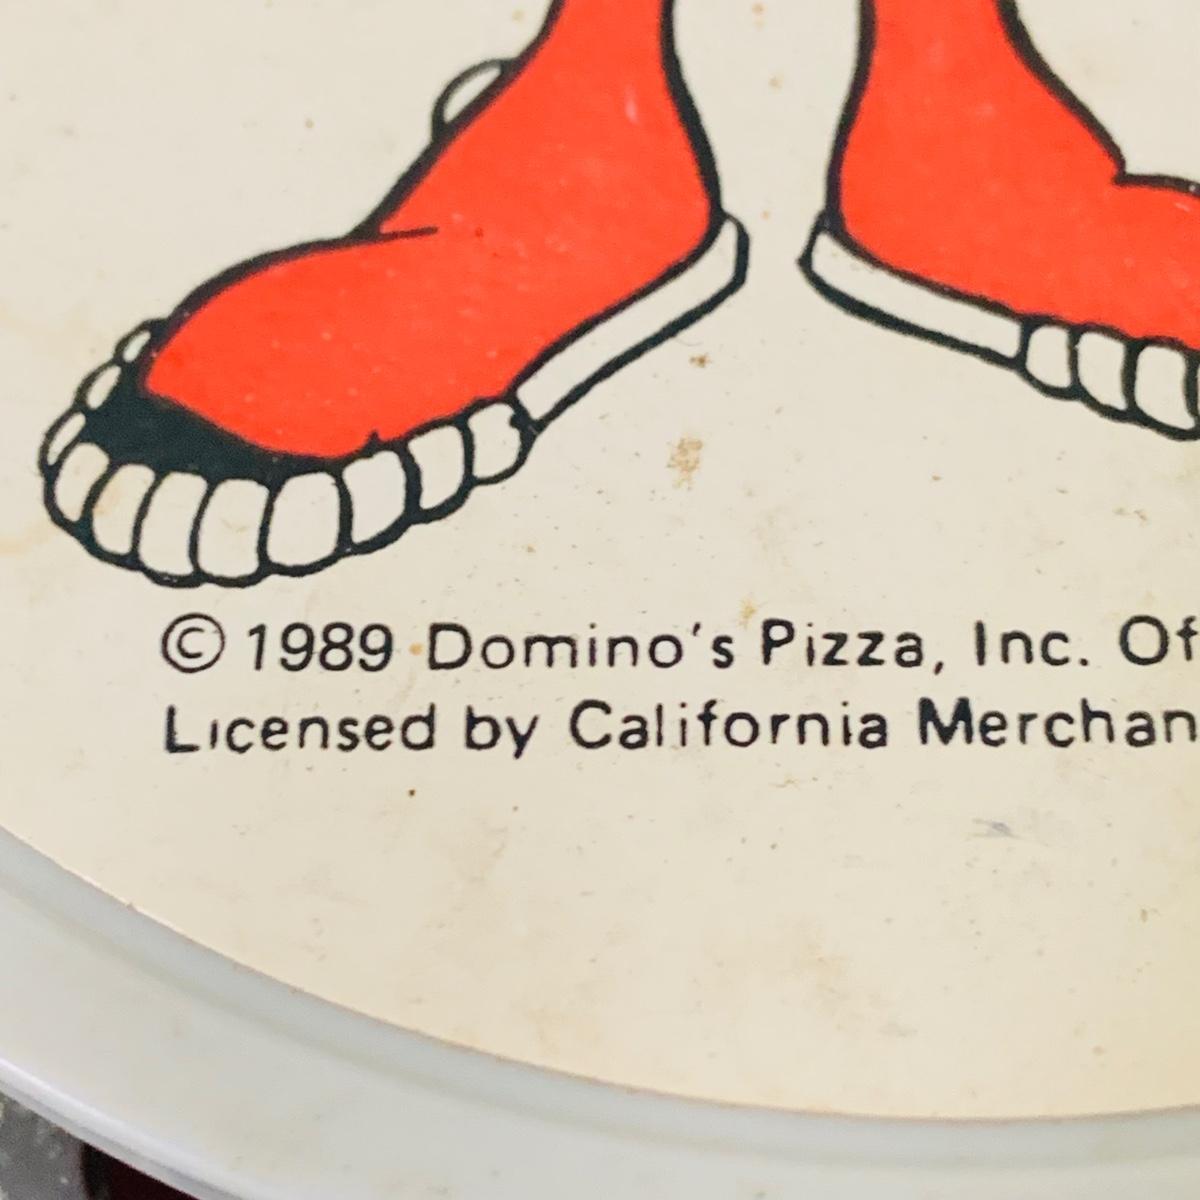 © 1989 Domino's Pizza, Inc. Of
Licensed by California Merchan